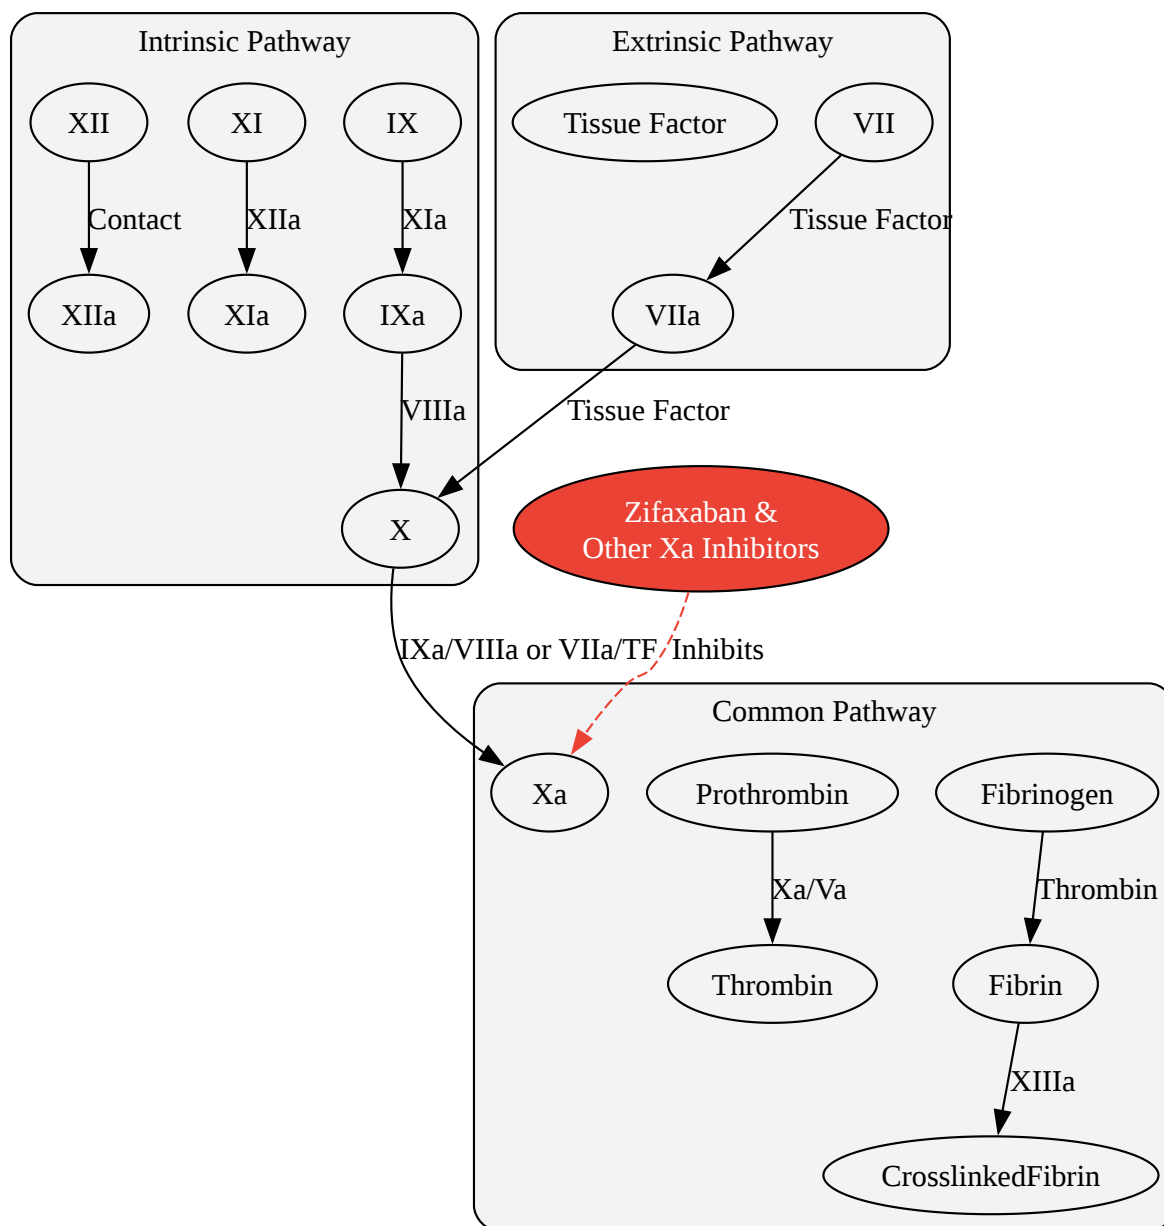 Intrinsic Pathway
Extrinsic Pathway
XII
XI
IX
Tissue Factor
VII
Contact
XIIa
XIa
Tissue Factor
XIIa
XIa
IXa
VIIa
VIIIa
Tissue Factor
X
Zifaxaban &
Other Xa Inhibitors
IXa/VIIIa or VIIa/TF
Inhibits
Common Pathway
Xa
Prothrombin
Fibrinogen
Xa/Va
Thrombin
Thrombin
Fibrin
XIIIa
CrosslinkedFibrin